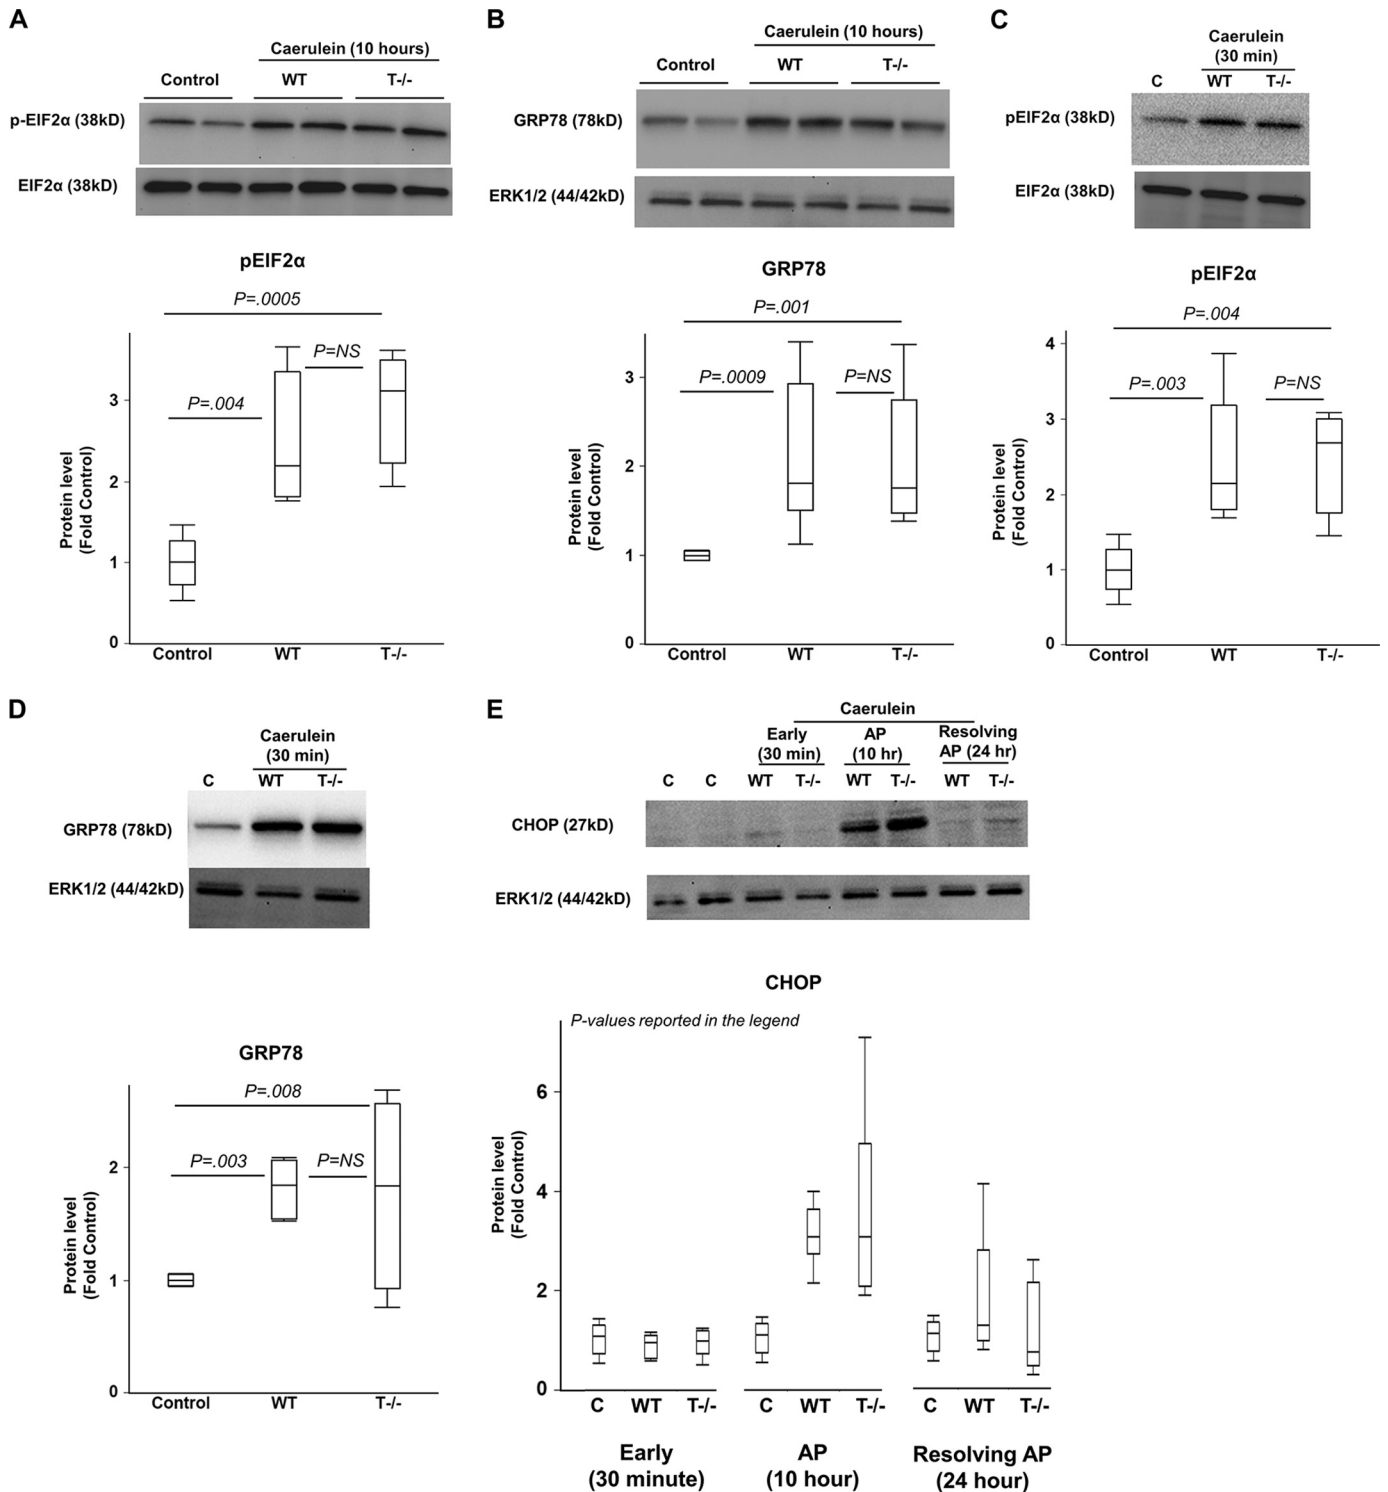 A
Caerulein (10 hours)
Control
WT
T-/-
p-EIF2α (38kD)
EIF2α (38kD)
pEIF2α
P=.0005
P=NS
P=.004
Protein level
(Fold Control)
3
2
1
0
Control
WT
T-/-
B
Caerulein (10 hours)
Control
WT
T-/-
GRP78 (78kD)
ERK1/2 (44/42kD)
GRP78
P=.001
P=.0009
P=NS
Protein level
(Fold Control)
3
2
1
0
Control
WT
T-/-
C
Caerulein
(30 min)
C
WT
T-/-
pEIF2α (38kD)
EIF2α (38kD)
pEIF2α
P=.004
P=.003
P=NS
Protein level
(Fold Control)
4
3
2
1
0
Control
WT
T-/-
D
Caerulein
(30 min)
C
WT
T-/-
GRP78 (78kD)
ERK1/2 (44/42kD)
GRP78
P=.008
P=.003
P=NS
Protein level
(Fold Control)
2
1
0
Control
WT
T-/-
E
Caerulein
Early
(30 min)
AP
(10 hr)
Resolving
AP (24 hr)
C
C
WT
T-/-
WT
T-/-
WT
T-/-
CHOP (27kD)
ERK1/2 (44/42kD)
CHOP
P-values reported in the legend
Protein level
(Fold Control)
6
4
2
0
C
WT
T-/-
C
WT
T-/-
C
WT
T-/-
Early
(30 minute)
AP
(10 hour)
Resolving AP
(24 hour)